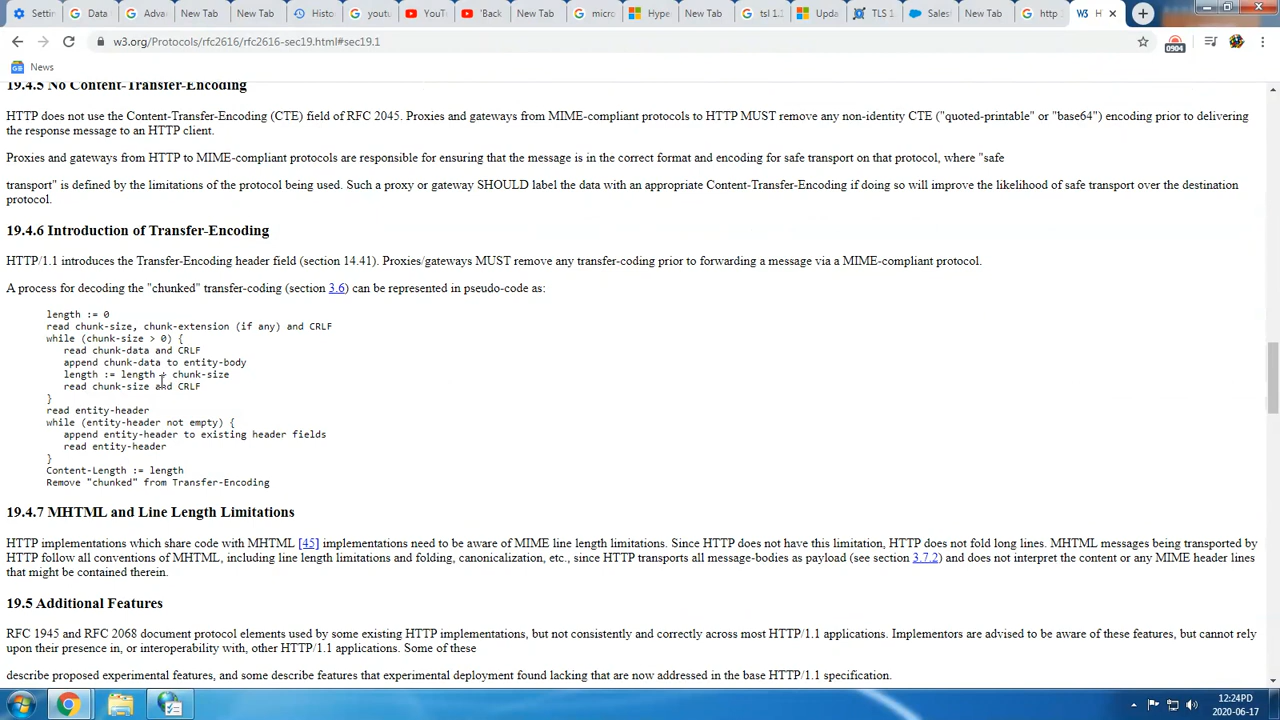 Settin
Data
Adva
New Tab
New Tab
Histo
youtu
YouT
'Back
New Tab
micro
Hype
New Tab
tsl 1.1
Upd
TLS 1
Sales
New Tab
http
W3 H
w3.org/Protocols/rfc2616/rfc2616-sec19.html#sec19.1
0904
News
19.4.5 No Content-Transfer-Encoding
HTTP does not use the Content-Transfer-Encoding (CTE) field of RFC 2045. Proxies and gateways from MIME-compliant protocols to HTTP MUST remove any non-identity CTE ("quoted-printable" or "base64") encoding prior to delivering
the response message to an HTTP client.
Proxies and gateways from HTTP to MIME-compliant protocols are responsible for ensuring that the message is in the correct format and encoding for safe transport on that protocol, where "safe
transport" is defined by the limitations of the protocol being used. Such a proxy or gateway SHOULD label the data with an appropriate Content-Transfer-Encoding if doing so will improve the likelihood of safe transport over the destination
protocol.
19.4.6 Introduction of Transfer-Encoding
HTTP/1.1 introduces the Transfer-Encoding header field (section 14.41). Proxies/gateways MUST remove any transfer-coding prior to forwarding a message via a MIME-compliant protocol.
A process for decoding the "chunked" transfer-coding (section 3.6) can be represented in pseudo-code as:
length := 0
read chunk-size, chunk-extension (if any) and CRLF
while (chunk-size > 0) {
read chunk-data and CRLF
append chunk-data to entity-body
length := length + chunk-size
read chunk-size and CRLF
}
read entity-header
while (entity-header not empty) {
append entity-header to existing header fields
read entity-header
}
Content-Length := length
Remove "chunked" from Transfer-Encoding
19.4.7 MHTML and Line Length Limitations
HTTP implementations which share code with MHTML [45] implementations need to be aware of MIME line length limitations. Since HTTP does not have this limitation, HTTP does not fold long lines. MHTML messages being transported by
HTTP follow all conventions of MHTML, including line length limitations and folding, canonicalization, etc., since HTTP transports all message-bodies as payload (see section 3.7.2) and does not interpret the content or any MIME header lines
that might be contained therein.
19.5 Additional Features
RFC 1945 and RFC 2068 document protocol elements used by some existing HTTP implementations, but not consistently and correctly across most HTTP/1.1 applications. Implementors are advised to be aware of these features, but cannot rely
upon their presence in, or interoperability with, other HTTP/1.1 applications. Some of these
describe proposed experimental features, and some describe features that experimental deployment found lacking that are now addressed in the base HTTP/1.1 specification.
12:24PD
2020-06-17